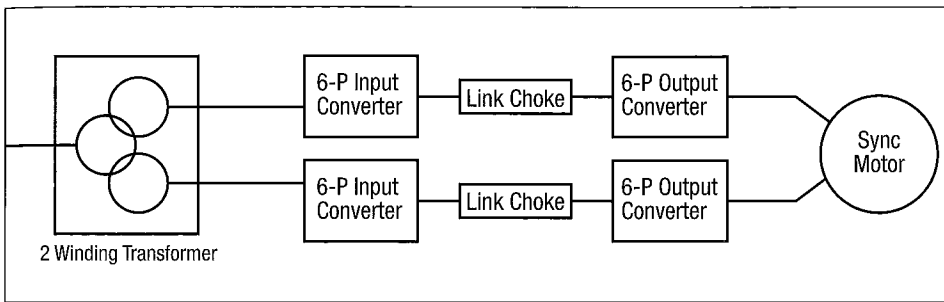 6-P Input
Converter
Link Choke
6-P Output
Converter
Sync
Motor
6-P Input
Converter
Link Choke
6-P Output
Converter
2 Winding Transformer